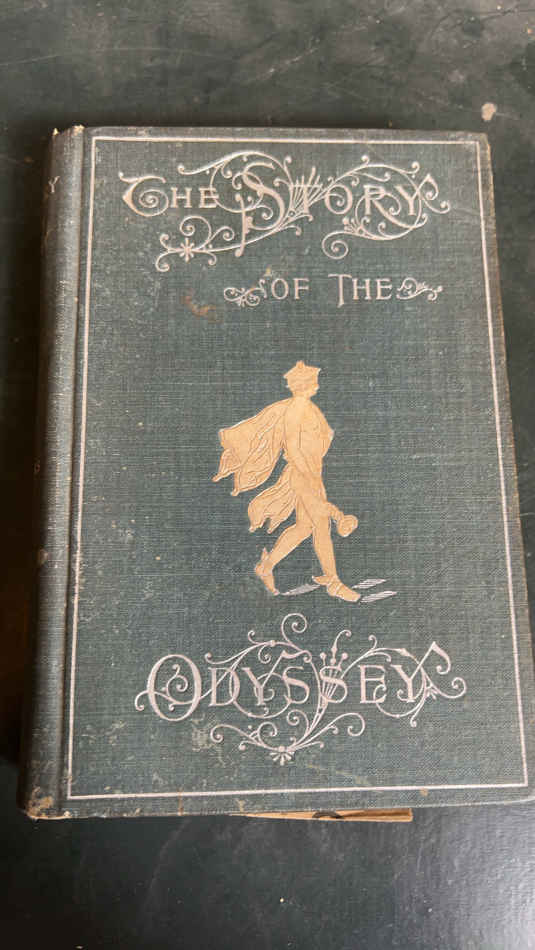 THE STORY
OF THE
ODYSSEY